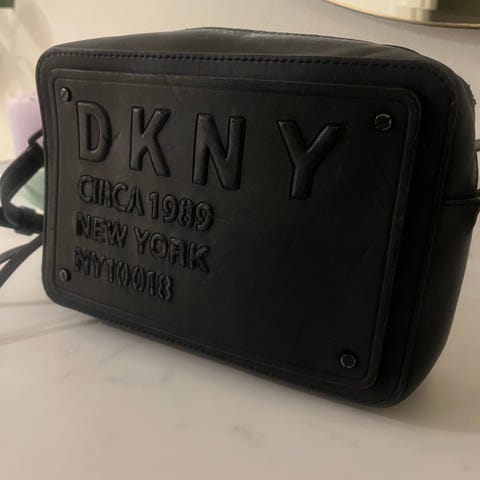 DKNY
CIRCA 1989
NEW YORK
NY10018